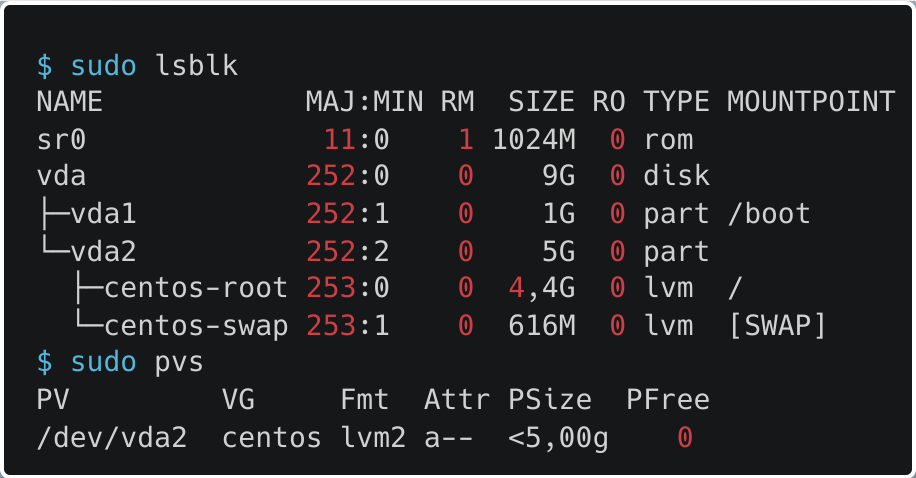 $ sudo lsblk
NAME            MAJ:MIN RM  SIZE RO TYPE MOUNTPOINT
sr0              11:0    1 1024M  0 rom
vda             252:0    0    9G  0 disk
├─vda1          252:1    0    1G  0 part /boot
└─vda2          252:2    0    5G  0 part
  ├─centos-root 253:0    0  4,4G  0 lvm  /
  └─centos-swap 253:1    0  616M  0 lvm  [SWAP]
$ sudo pvs
PV         VG     Fmt  Attr PSize  PFree
/dev/vda2  centos lvm2 a--  <5,00g    0